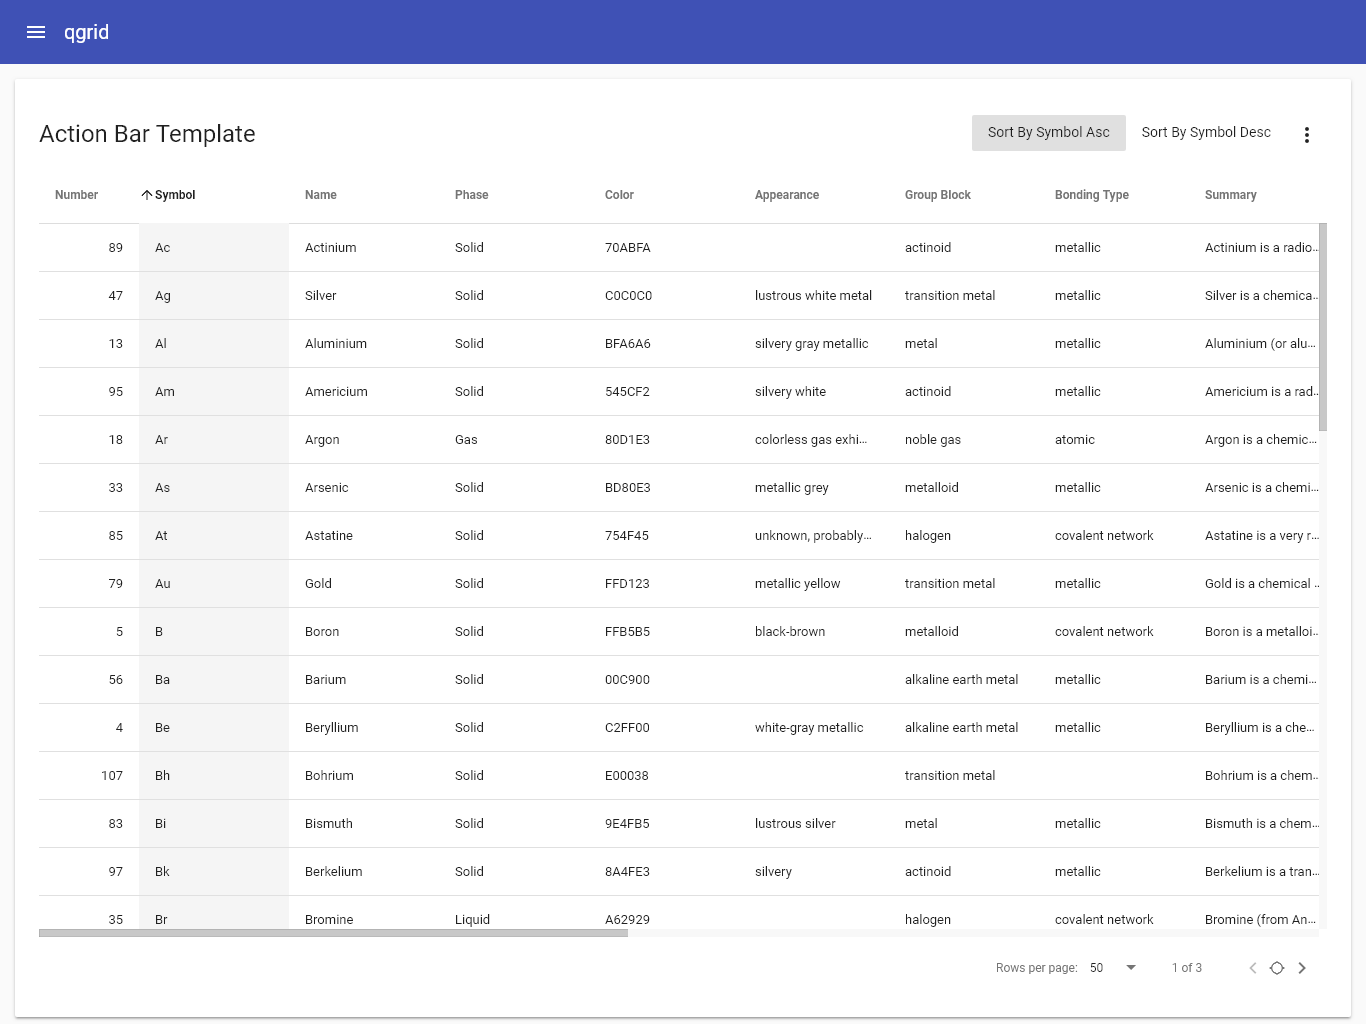 qgrid
Action Bar Template
Sort By Symbol Asc Sort By Symbol Desc
Number Symbol Name Phase Color Appearance Group Block Bonding Type Summary
89 Ac Actinium Solid 70ABFA actinoid metallic Actinium is a radio...
47 Ag Silver Solid C0C0C0 lustrous white metal transition metal metallic Silver is a chemica...
13 Al Aluminium Solid BFA6A6 silvery gray metallic metal metallic Aluminium (or alu...
95 Am Americium Solid 545CF2 silvery white actinoid metallic Americium is a rad...
18 Ar Argon Gas 80D1E3 colorless gas exhi... noble gas atomic Argon is a chemic...
33 As Arsenic Solid BD80E3 metallic grey metalloid metallic Arsenic is a chemi...
85 At Astatine Solid 754F45 unknown, probably... halogen covalent network Astatine is a very r...
79 Au Gold Solid FFD123 metallic yellow transition metal metallic Gold is a chemical ...
5 B Boron Solid FFB5B5 black-brown metalloid covalent network Boron is a metalloi...
56 Ba Barium Solid 00C900 alkaline earth metal metallic Barium is a chemi...
4 Be Beryllium Solid C2FF00 white-gray metallic alkaline earth metal metallic Beryllium is a che...
107 Bh Bohrium Solid E00038 transition metal Bohrium is a chem...
83 Bi Bismuth Solid 9E4FB5 lustrous silver metal metallic Bismuth is a chem...
97 Bk Berkelium Solid 8A4FE3 silvery actinoid metallic Berkelium is a tran...
35 Br Bromine Liquid A62929 halogen covalent network Bromine (from An...
Rows per page: 50 1 of 3